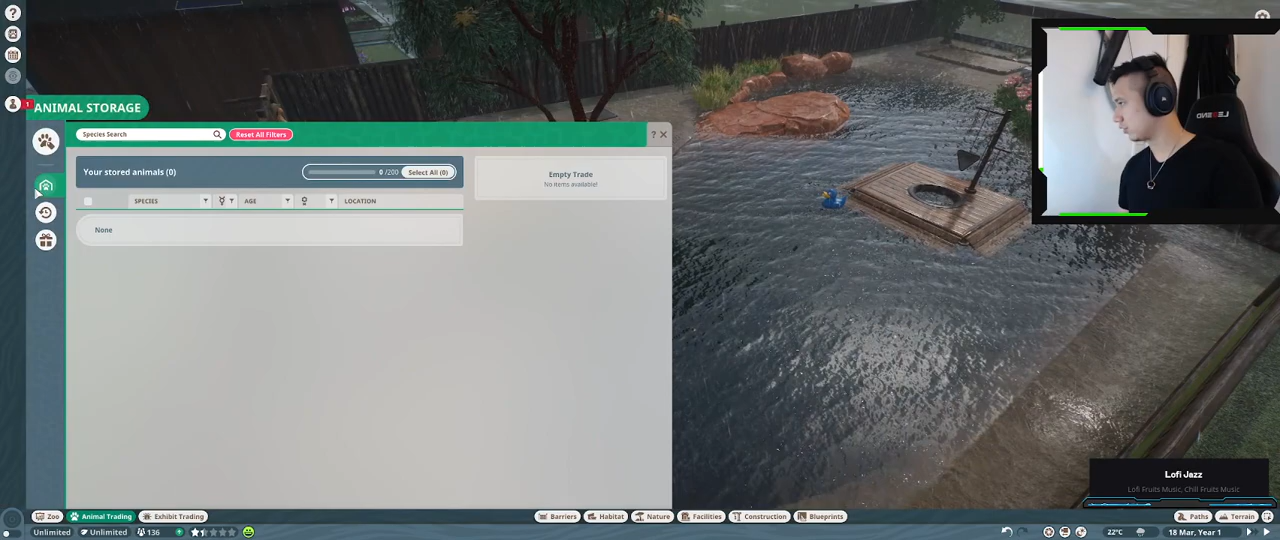 1
ANIMAL STORAGE
Species Search
Reset All Filters
? ×
Your stored animals (0)
0 /200
Select All (0)
Empty Trade
No items available!
SPECIES
AGE
LOCATION
None
Lofi Jazz
Lofi Fruits Music, Chill Fruits Music
Zoo
Animal Trading
Exhibit Trading
Barriers
Habitat
Nature
Facilities
Construction
Blueprints
Paths
Terrain
Unlimited
Unlimited
136
22°C
18 Mar, Year 1